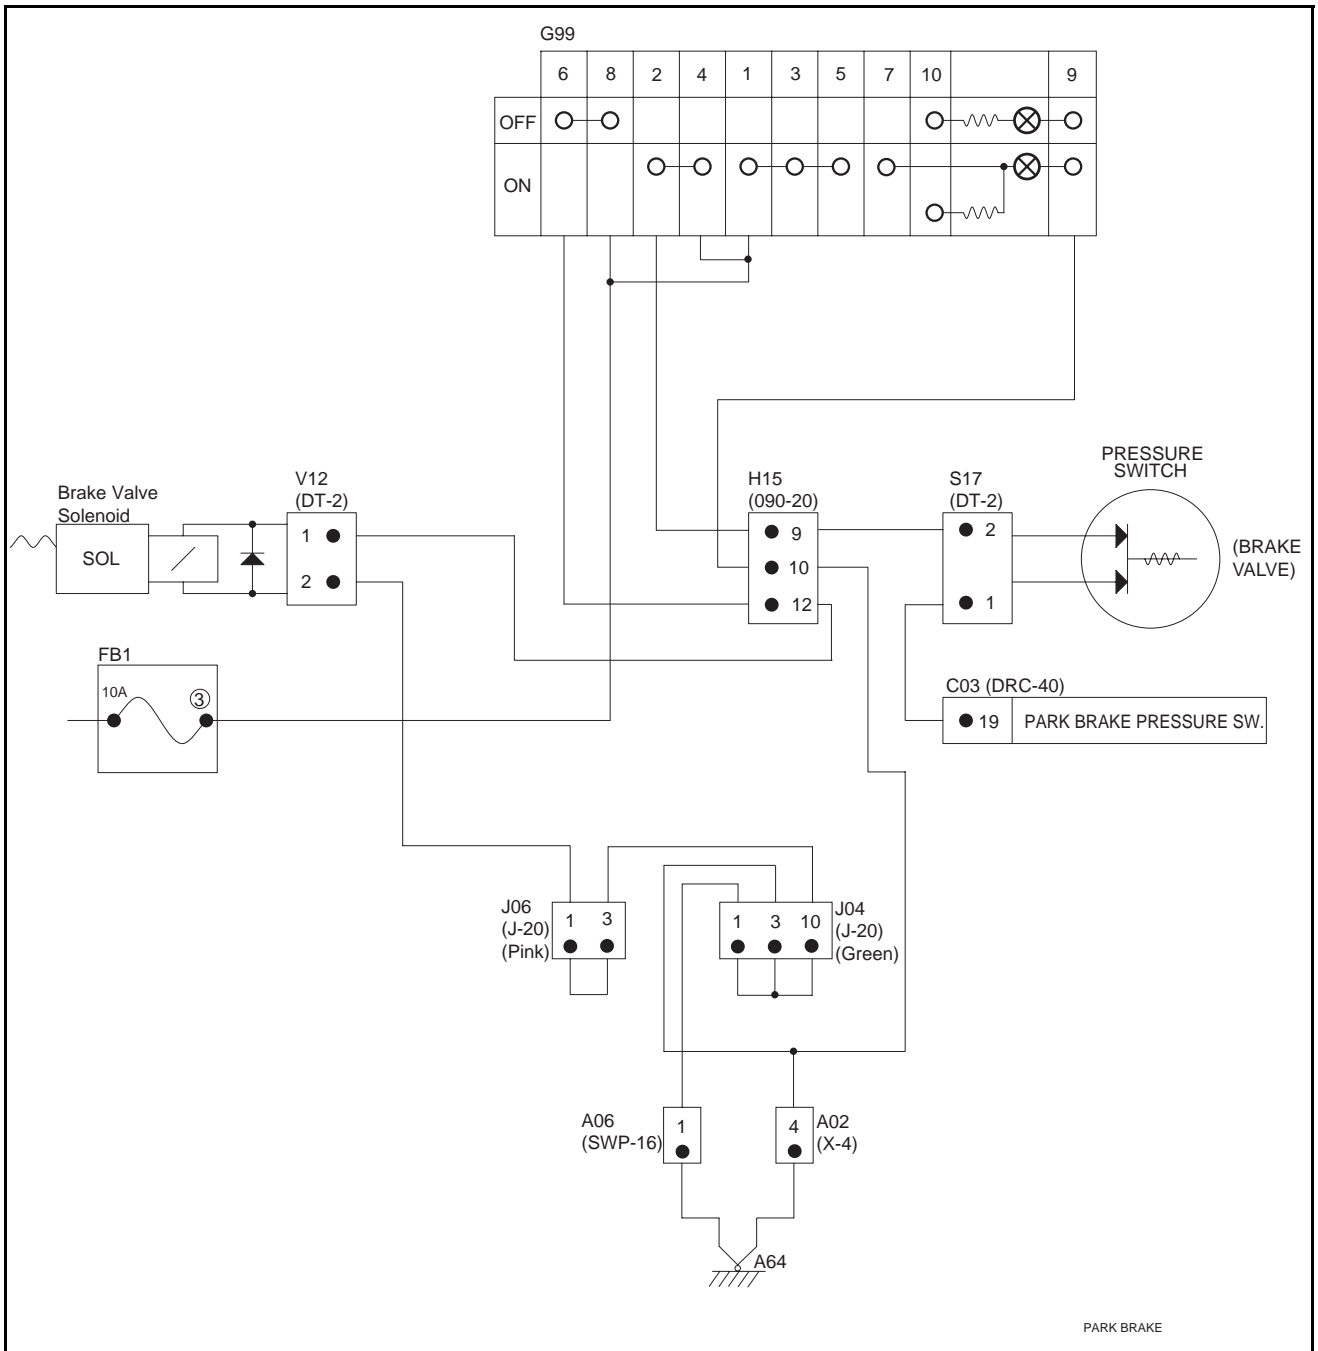 G99
6 8 2 4 1 3 5 7 10 9
OFF
ON
Brake Valve
Solenoid
SOL
V12
(DT-2)
1
2
H15
(090-20)
9
10
12
S17
(DT-2)
2
1
PRESSURE
SWITCH
(BRAKE
VALVE)
FB1
10A
3
C03 (DRC-40)
19 PARK BRAKE PRESSURE SW.
J06
(J-20)
(Pink)
1 3
1 3 10
J04
(J-20)
(Green)
A06
(SWP-16)
1
4
A02
(X-4)
A64
PARK BRAKE